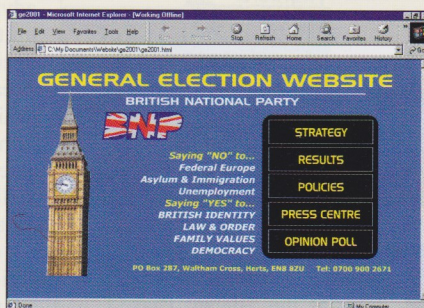 ge2001 - Microsoft Internet Explorer - [Working Offline]
File Edit View Favorites Tools Help
Stop Refresh Home Search Favorites History
Address C:\My Documents\Website\ge2001\ge2001.html
Go
GENERAL ELECTION WEBSITE
BRITISH NATIONAL PARTY
BNP
Saying "NO" to...
Federal Europe
Asylum & Immigration
Unemployment
Saying "YES" to...
BRITISH IDENTITY
LAW & ORDER
FAMILY VALUES
DEMOCRACY
STRATEGY
RESULTS
POLICIES
PRESS CENTRE
OPINION POLL
PO Box 287, Waltham Cross, Herts, EN8 8ZU Tel: 0700 900 2671
Done
My Computer